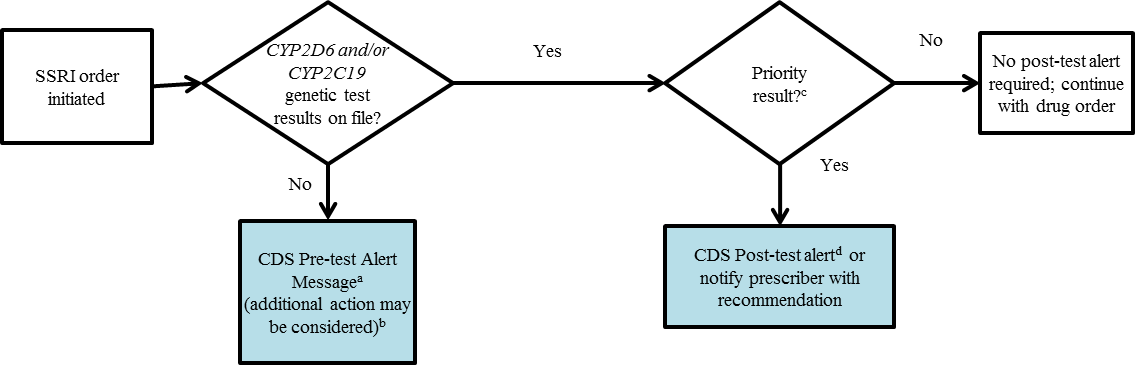 SSRI order
initiated
CYP2D6 and/or
CYP2C19
genetic test
results on file?
Yes
Priority
result?ᶜ
No
No post-test alert
required; continue
with drug order
No
Yes
CDS Pre-test Alert
Messageᵃ
(additional action may
be considered)ᵇ
CDS Post-test alertᵈ or
notify prescriber with
recommendation